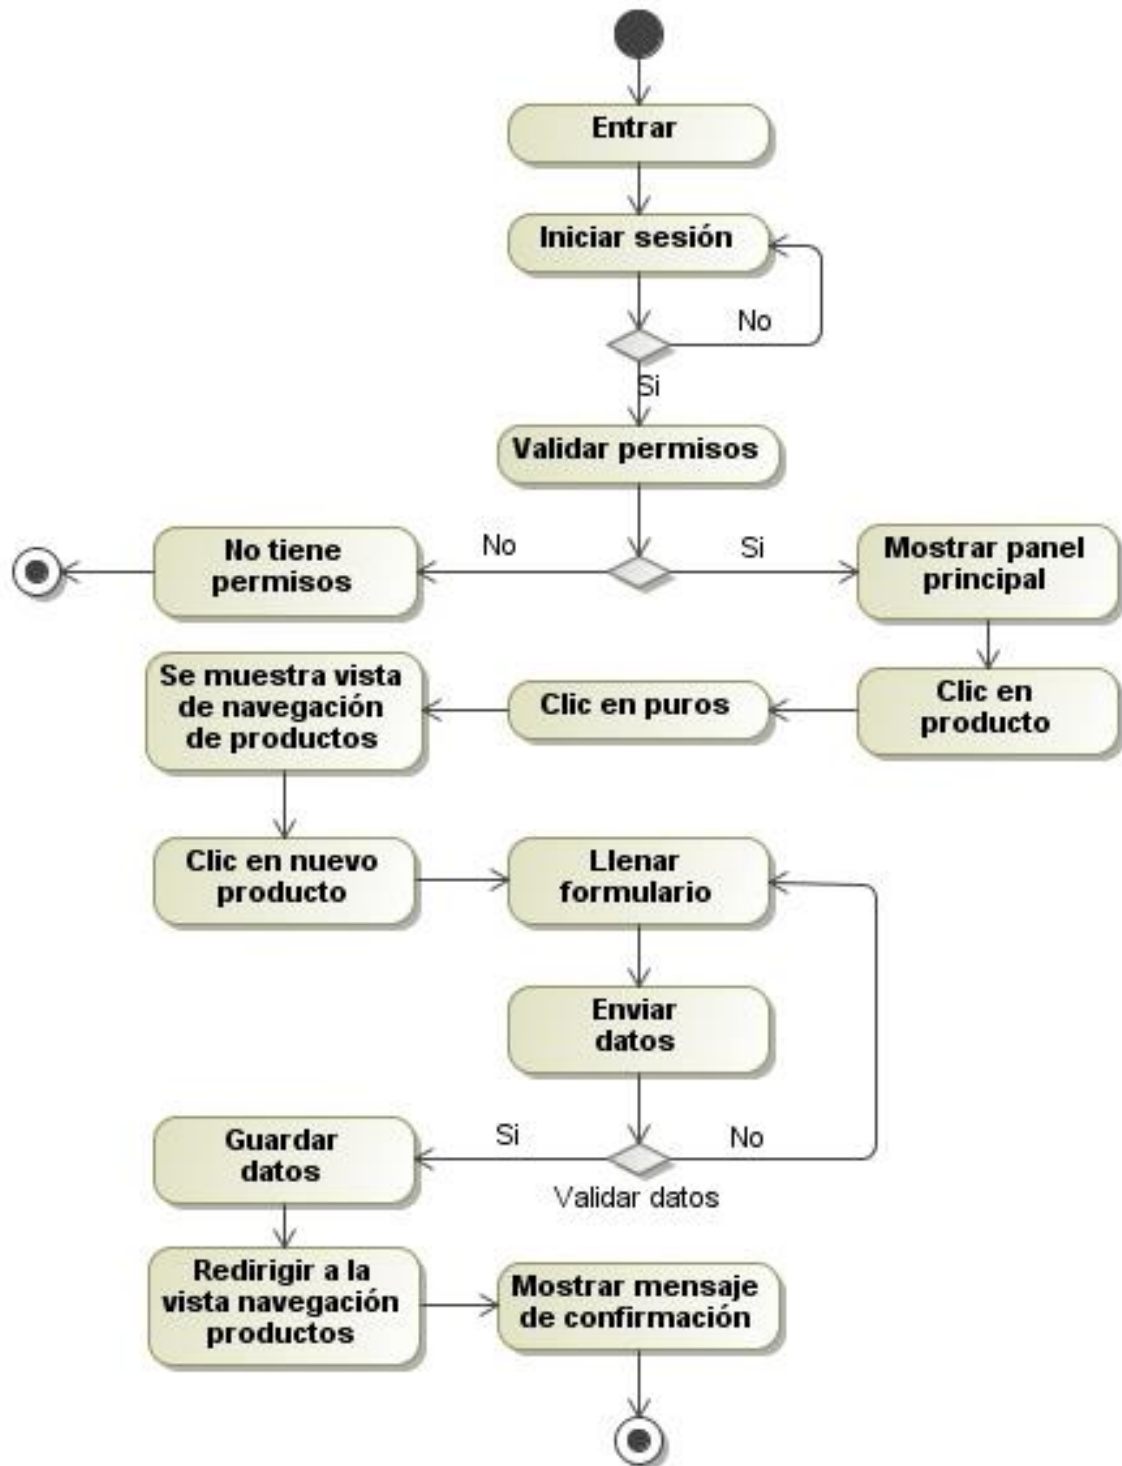 Entrar
Iniciar sesión
No
Si
Validar permisos
No
Si
No tiene
permisos
Mostrar panel
principal
Clic en
producto
Clic en puros
Se muestra vista
de navegación
de productos
Clic en nuevo
producto
Llenar
formulario
Enviar
datos
Si
No
Validar datos
Guardar
datos
Redirigir a la
vista navegación
productos
Mostrar mensaje
de confirmación